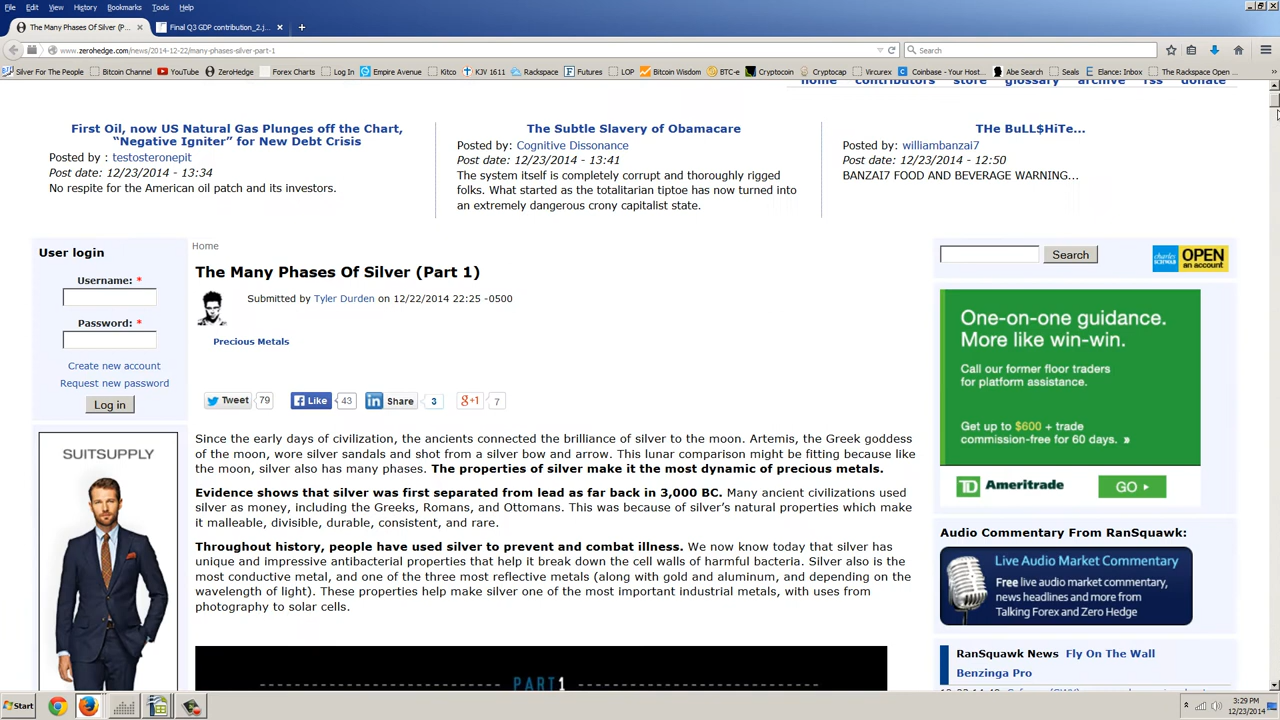 File Edit View History Bookmarks Tools Help
The Many Phases of Silver (P... × Final Q3 GDP contribution_2.j... × +
www.zerohedge.com/news/2014-12-22/many-phases-silver-part-1 Search
Silver For The People Bitcoin Channel YouTube ZeroHedge Forex Charts Log In Empire Avenue Kitco KJV 1611 Rackspace Futures LOP Bitcoin Wisdom BTC-e Cryptocoin Cryptocap Vircurex Coinbase - Your Host... Abe Search Seals Elance: Inbox The Rackspace Open ...
home contributors store glossary archive rss donate
First Oil, now US Natural Gas Plunges off the Chart,
“Negative Igniter” for New Debt Crisis
Posted by : testosteronepit
Post date: 12/23/2014 - 13:34
No respite for the American oil patch and its investors.
The Subtle Slavery of Obamacare
Posted by: Cognitive Dissonance
Post date: 12/23/2014 - 13:41
The system itself is completely corrupt and thoroughly rigged
folks. What started as the totalitarian tiptoe has now turned into
an extremely dangerous crony capitalist state.
THe BuLL$HiTe...
Posted by: williambanzai7
Post date: 12/23/2014 - 12:50
BANZAI7 FOOD AND BEVERAGE WARNING...
User login
Username: *
Password: *
Create new account
Request new password
Log in
SUITSUPPLY
Home
The Many Phases Of Silver (Part 1)
Submitted by Tyler Durden on 12/22/2014 22:25 -0500
Precious Metals
Tweet 79 Like 43 Share 3 g+1 7
Since the early days of civilization, the ancients connected the brilliance of silver to the moon. Artemis, the Greek goddess
of the moon, wore silver sandals and shot from a silver bow and arrow. This lunar comparison might be fitting because like
the moon, silver also has many phases. The properties of silver make it the most dynamic of precious metals.
Evidence shows that silver was first separated from lead as far back in 3,000 BC. Many ancient civilizations used
silver as money, including the Greeks, Romans, and Ottomans. This was because of silver’s natural properties which make
it malleable, divisible, durable, consistent, and rare.
Throughout history, people have used silver to prevent and combat illness. We now know today that silver has
unique and impressive antibacterial properties that help it break down the cell walls of harmful bacteria. Silver also is the
most conductive metal, and one of the three most reflective metals (along with gold and aluminum, and depending on the
wavelength of light). These properties help make silver one of the most important industrial metals, with uses from
photography to solar cells.
PART1
Search
charles SCHWAB OPEN an account
One-on-one guidance.
More like win-win.
Call our former floor traders
for platform assistance.
Get up to $600 + trade
commission-free for 60 days. »
TD Ameritrade GO
Audio Commentary From RanSquawk:
Live Audio Market Commentary
Free live audio market commentary,
news headlines and more from
Talking Forex and Zero Hedge
RanSquawk News Fly On The Wall
Benzinga Pro
Start
3:29 PM
12/23/2014